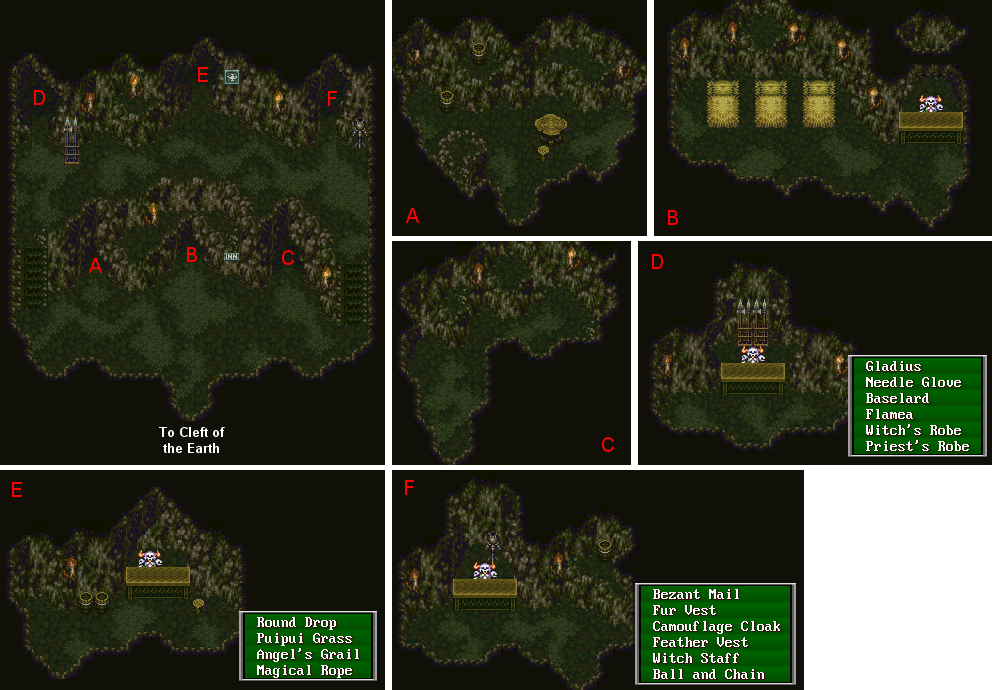 E
D
F
A
B
INN
C
To Cleft of
the Earth
A
B
C
D
Gladius
Needle Glove
Baselard
Flamea
Witch's Robe
Priest's Robe
E
Round Drop
Puipui Grass
Angel's Grail
Magical Rope
F
Bezant Mail
Fur Vest
Camouflage Cloak
Feather Vest
Witch Staff
Ball and Chain